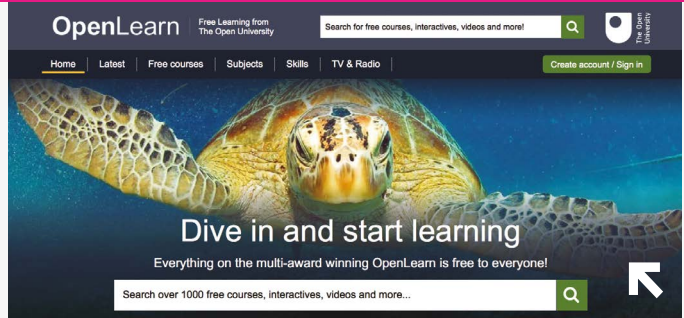 OpenLearn
Free Learning from
The Open University
Search for free courses, interactives, videos and more!
The Open
University
Home
Latest
Free courses
Subjects
Skills
TV & Radio
Create account / Sign in
Dive in and start learning
Everything on the multi-award winning OpenLearn is free to everyone!
Search over 1000 free courses, interactives, videos and more...